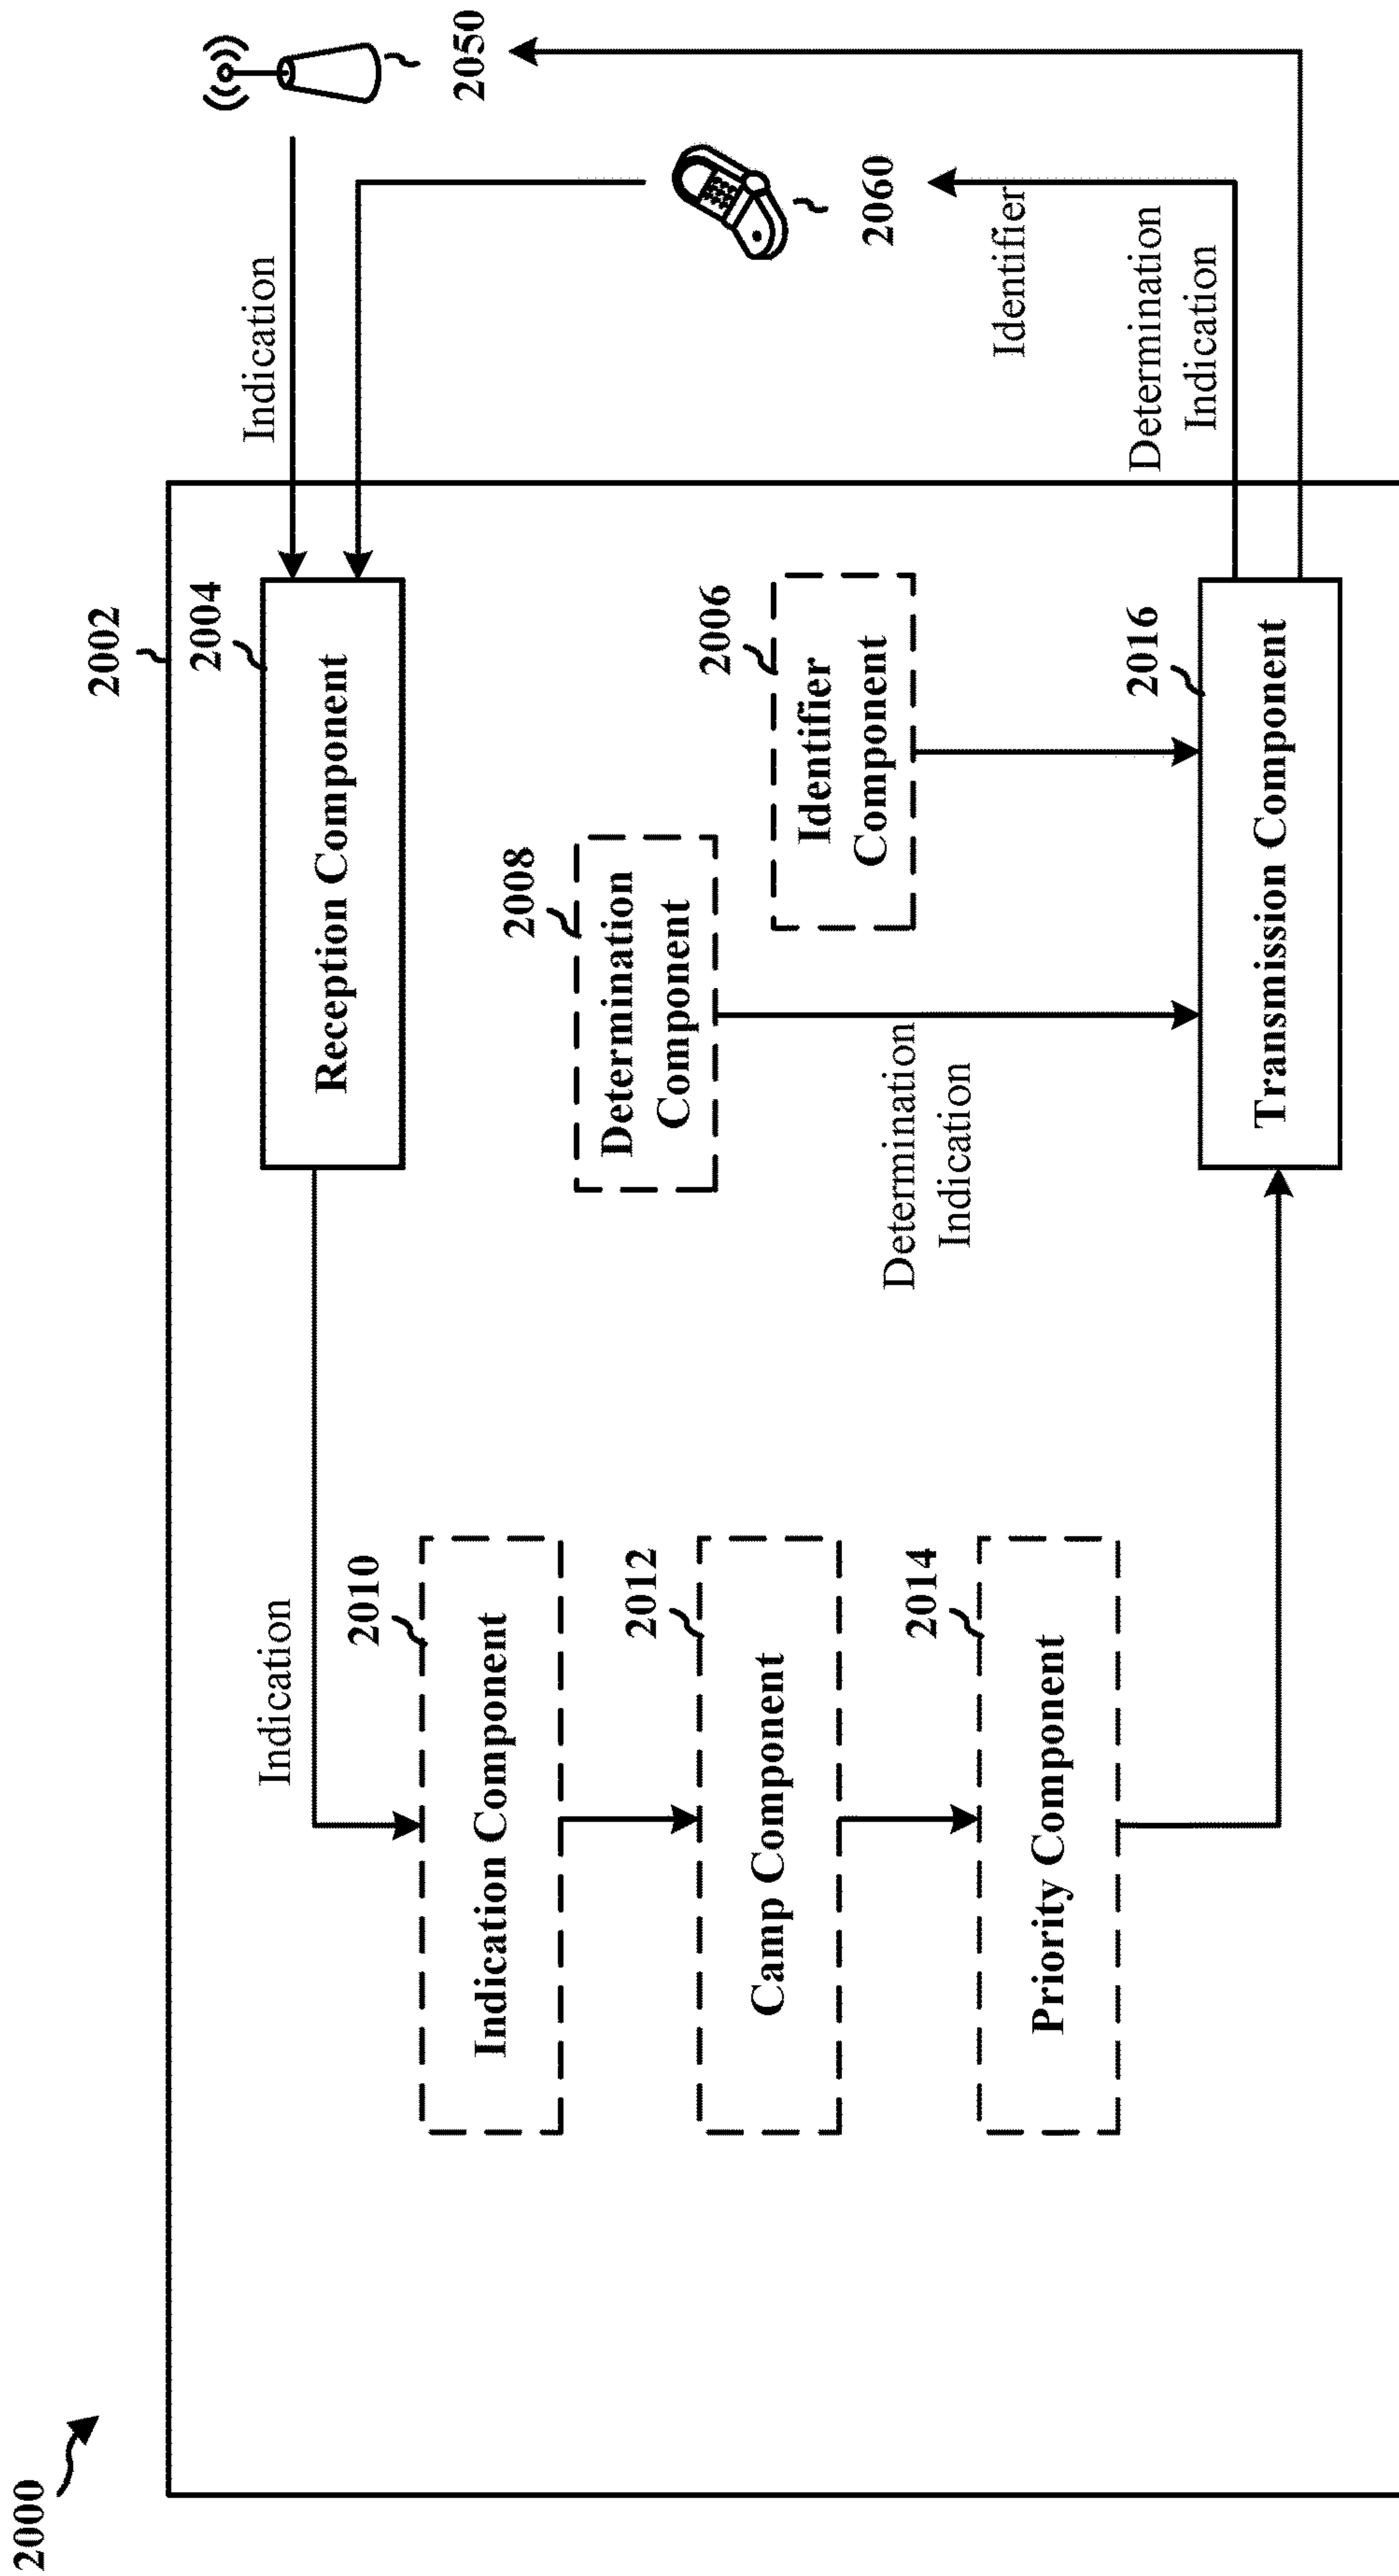 2000
2002
2004
Reception Component
Indication
2050
Indication
2010
Indication Component
2008
Determination
Component
2006
Identifier
Component
2060
2012
Camp Component
Determination
Indication
Identifier
2014
Priority Component
2016
Transmission Component
Determination
Indication